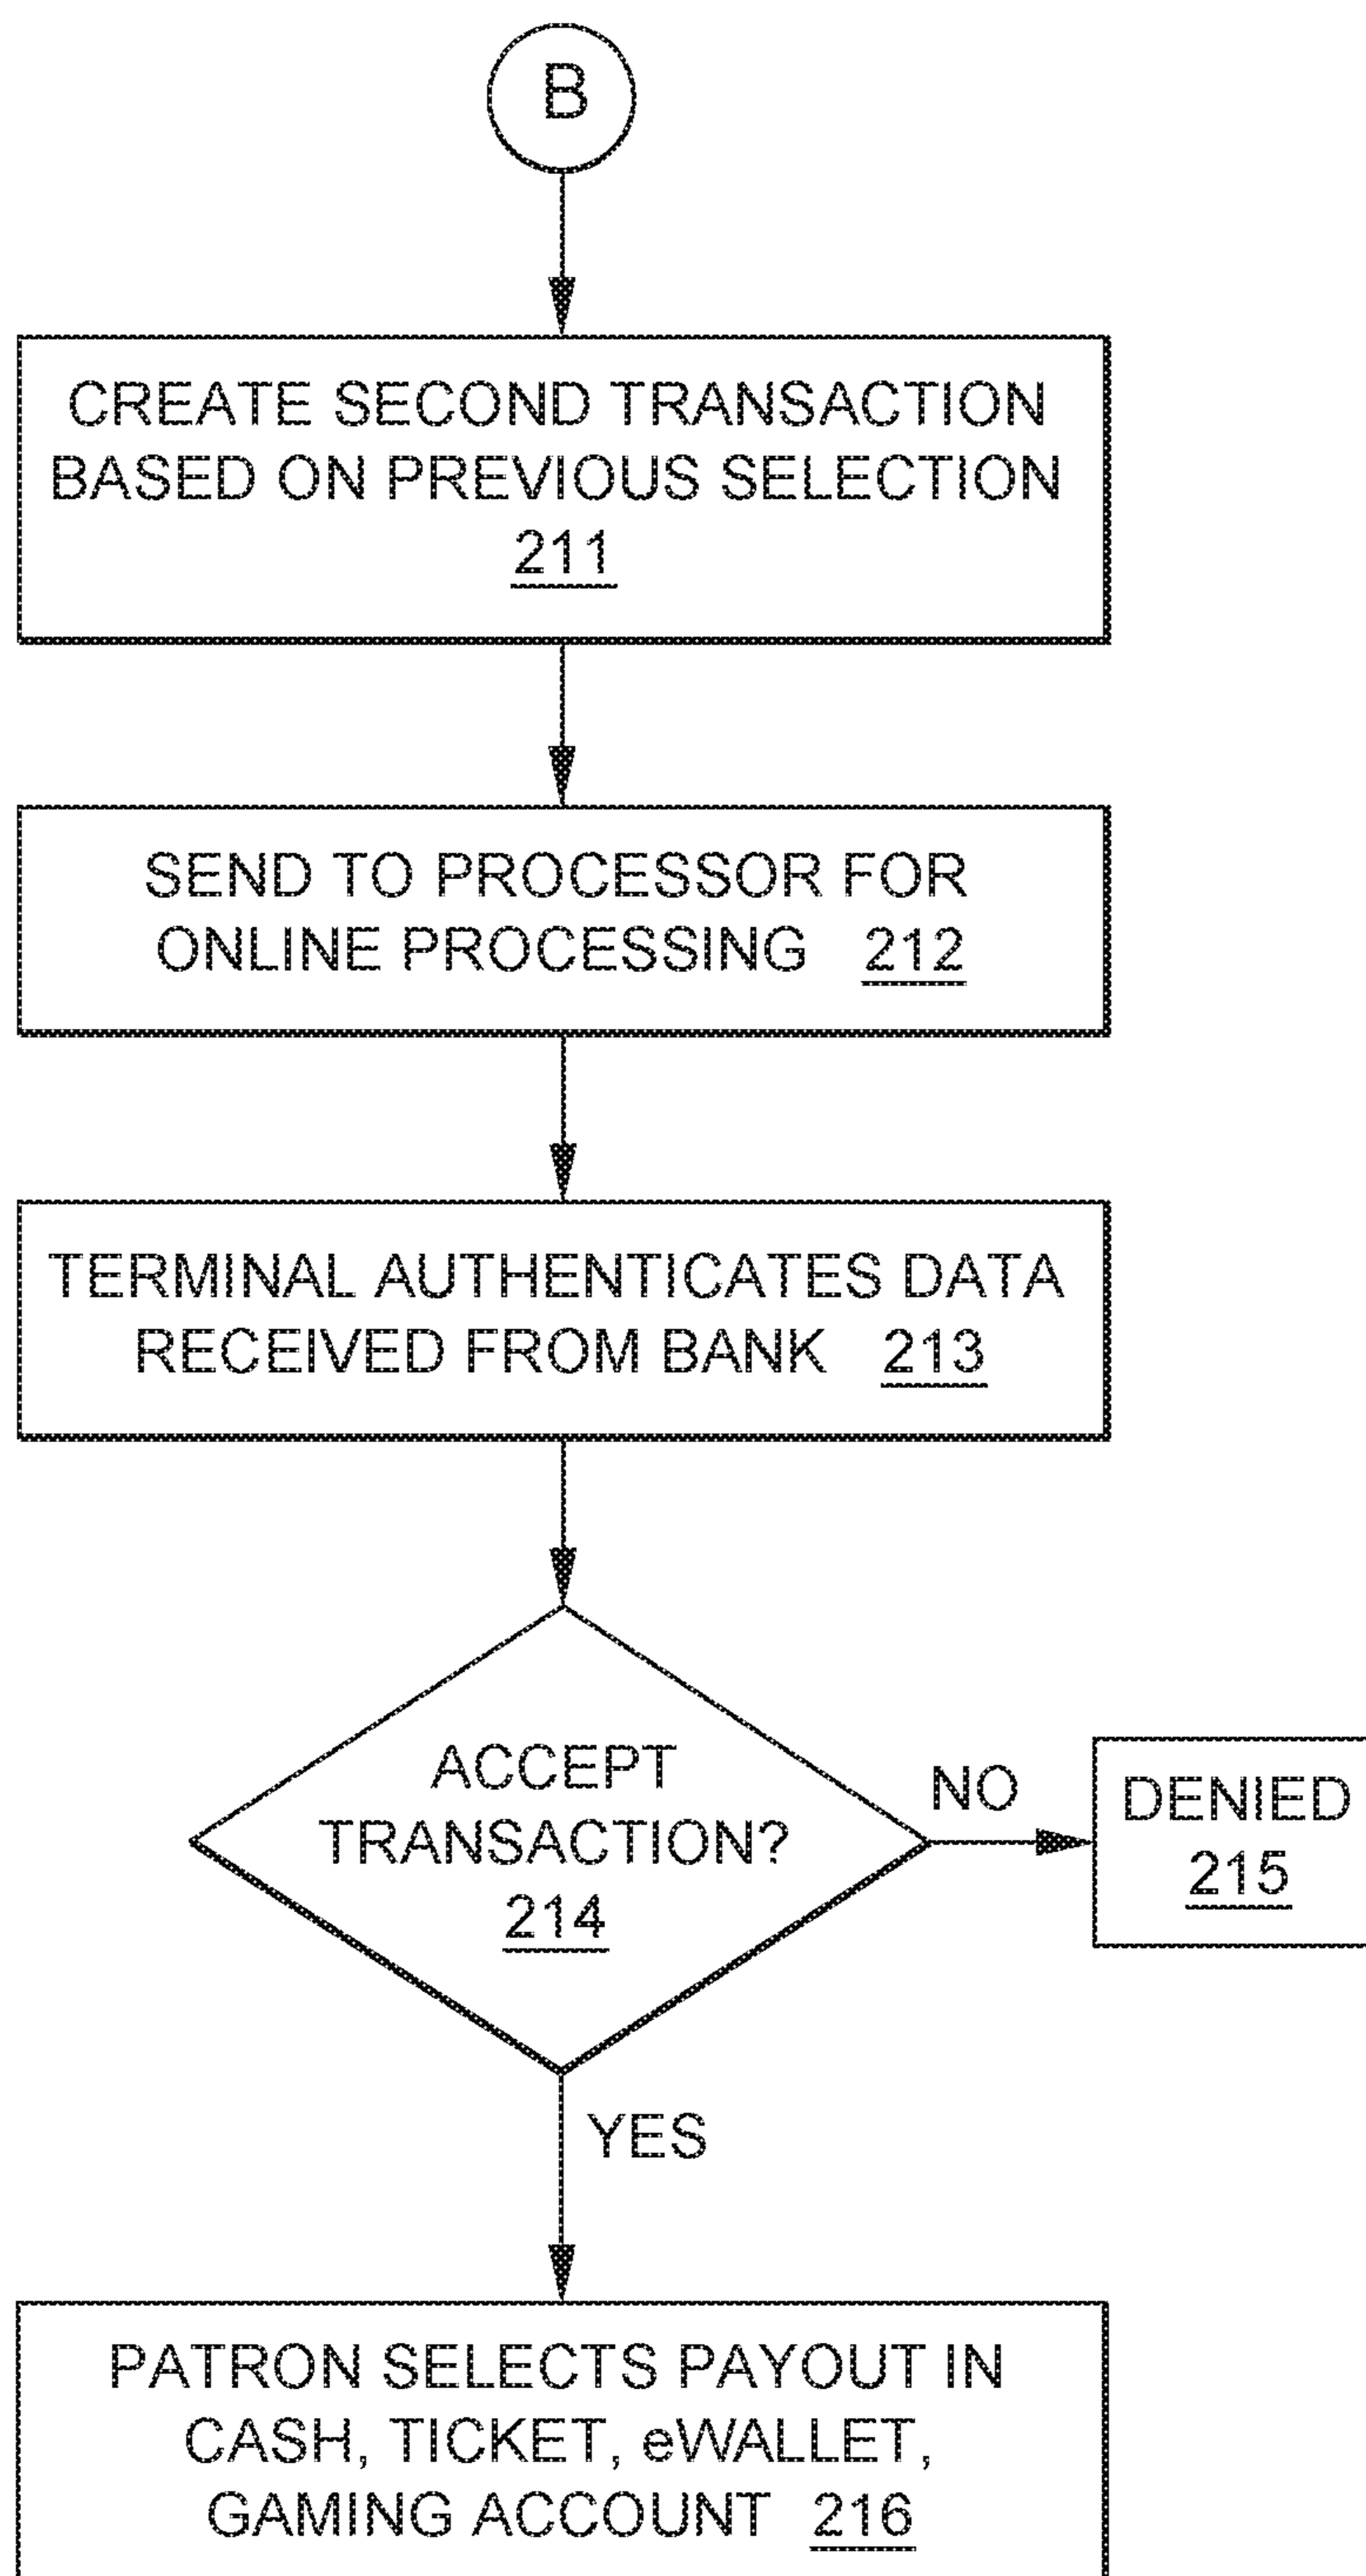 B
CREATE SECOND TRANSACTION
BASED ON PREVIOUS SELECTION
211
SEND TO PROCESSOR FOR
ONLINE PROCESSING 212
TERMINAL AUTHENTICATES DATA
RECEIVED FROM BANK 213
ACCEPT
TRANSACTION?
214
NO
DENIED
215
YES
PATRON SELECTS PAYOUT IN
CASH, TICKET, eWALLET,
GAMING ACCOUNT 216